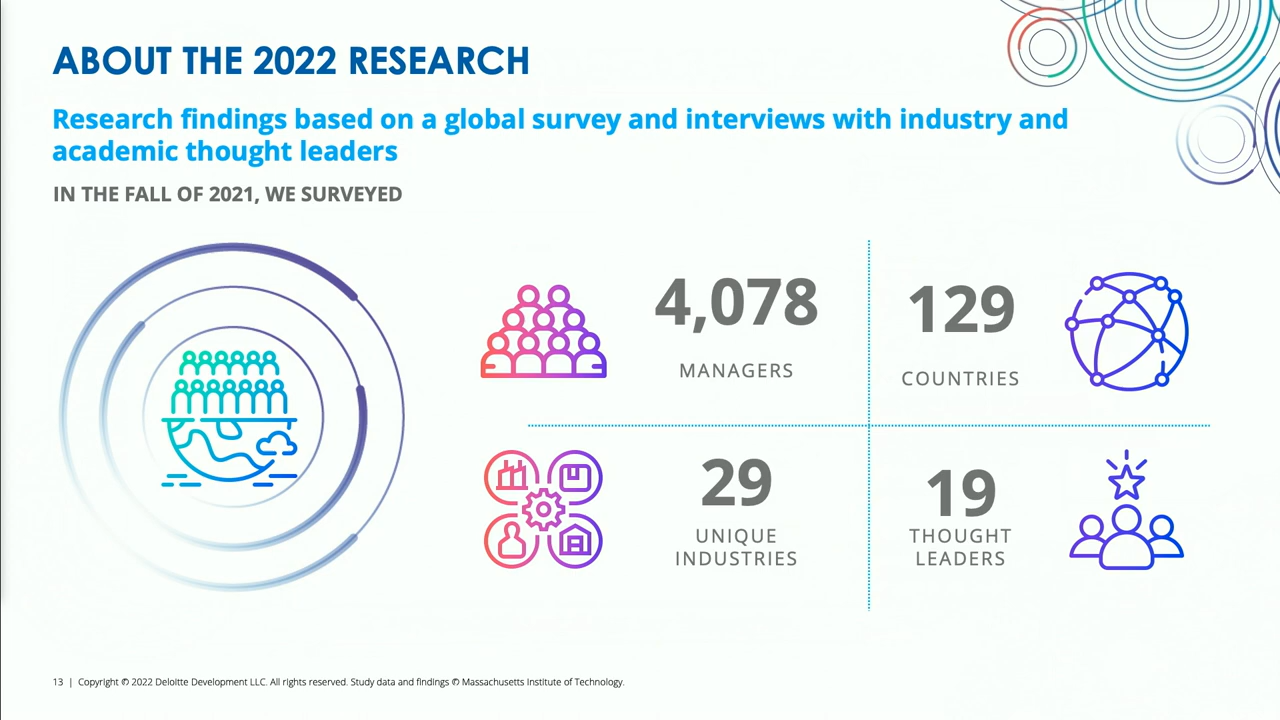 ABOUT THE 2022 RESEARCH
Research findings based on a global survey and interviews with industry and
academic thought leaders
IN THE FALL OF 2021, WE SURVEYED
4,078
MANAGERS
129
COUNTRIES
29
UNIQUE
INDUSTRIES
19
THOUGHT
LEADERS
13 | Copyright © 2022 Deloitte Development LLC. All rights reserved. Study data and findings © Massachusetts Institute of Technology.